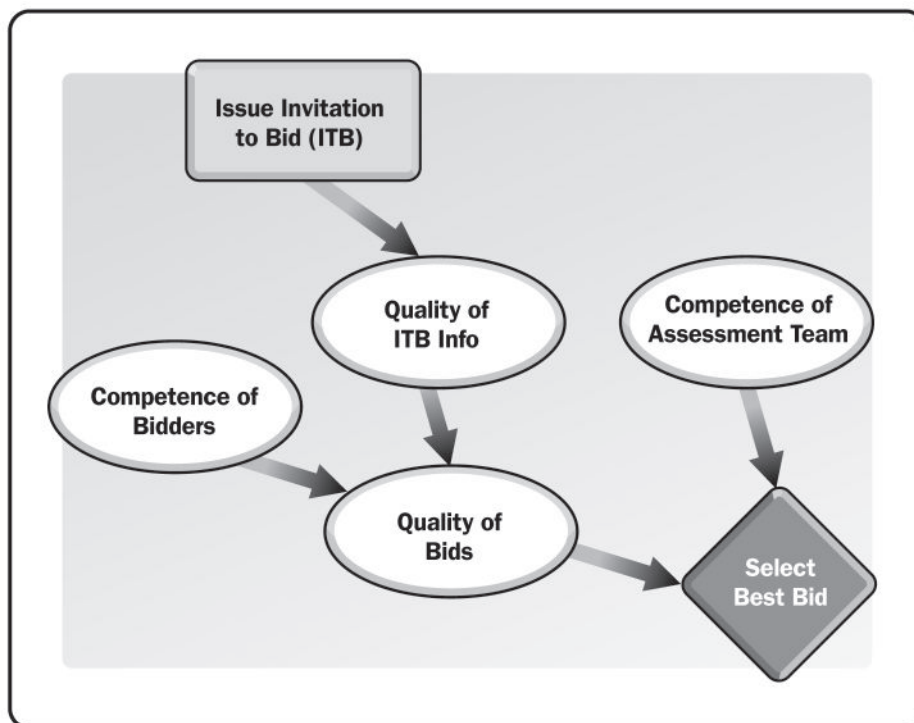 Issue Invitation
to Bid (ITB)
Quality of
ITB Info
Competence of
Assessment Team
Competence of
Bidders
Quality of
Bids
Select
Best Bid